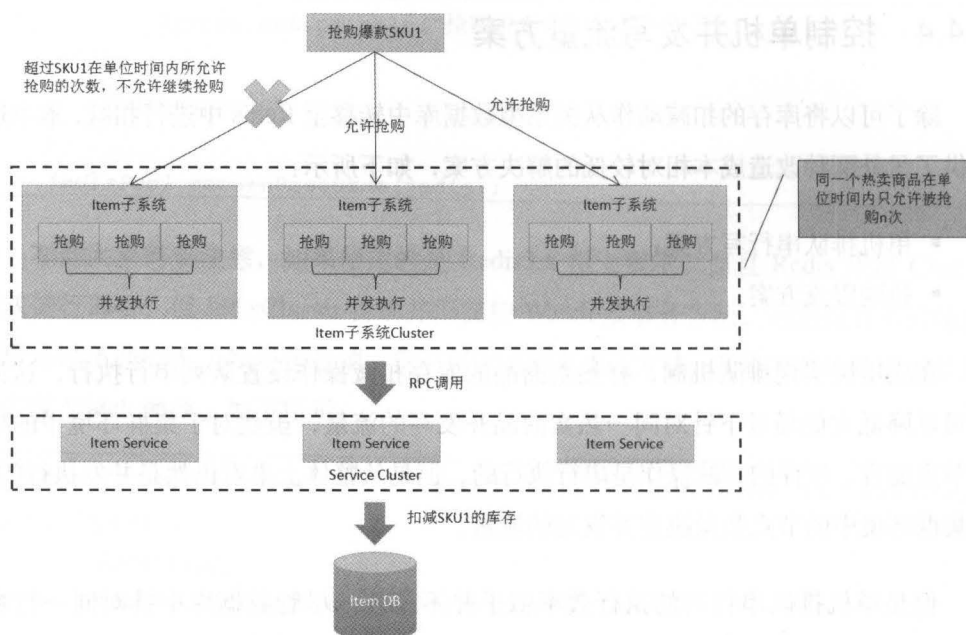 抢购爆款SKU1
超过SKU1在单位时间内所允许
抢购的次数，不允许继续抢购
允许抢购
允许抢购
同一个热卖商品在单
位时间内只允许被抢
购n次
Item子系统
Item子系统
Item子系统
抢购 抢购 抢购
抢购 抢购 抢购
抢购 抢购 抢购
并发执行
并发执行
并发执行
Item子系统Cluster
RPC调用
Item Service
Item Service
Item Service
Service Cluster
扣减SKU1的库存
Item DB